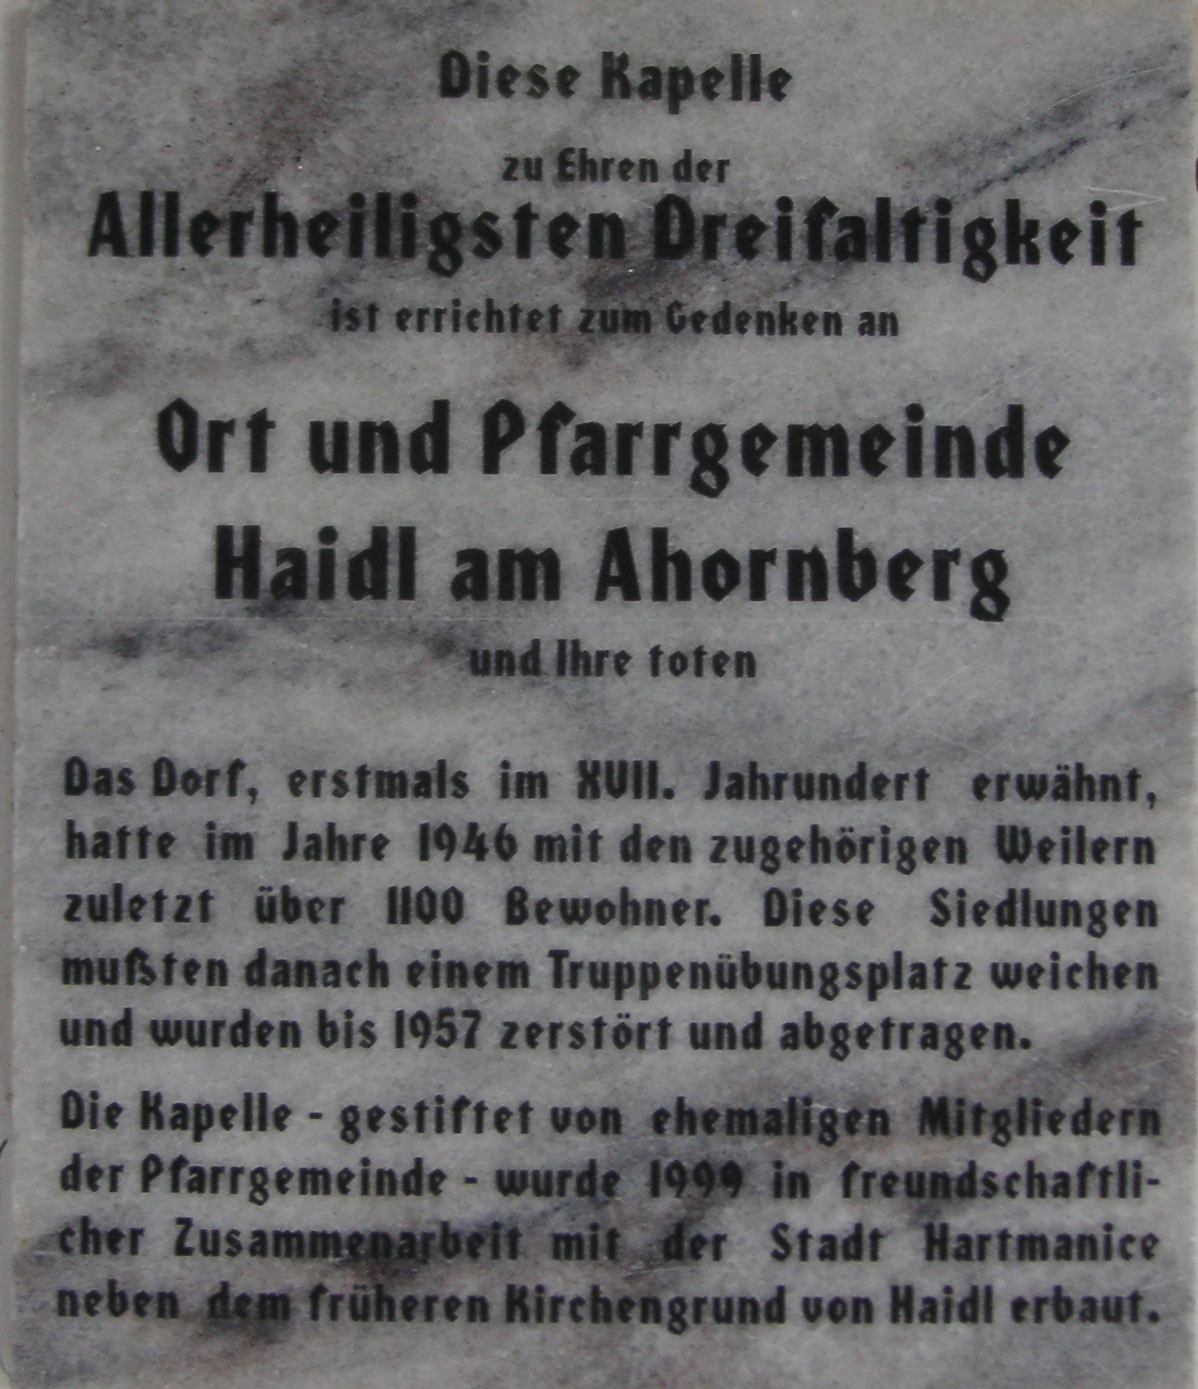 Diese Kapelle
zu Ehren der
Allerheiligsten Dreifaltigkeit
ist errichtet zum Gedenken an
Ort und Pfarrgemeinde
Haidl am Ahornberg
und Ihre toten
Das Dorf, erstmals im XVII. Jahrundert erwähnt,
hatte im Jahre 1946 mit den zugehörigen Weilern
zuletzt über 1100 Bewohner. Diese Siedlungen
mußten danach einem Truppenübungsplatz weichen
und wurden bis 1957 zerstört und abgetragen.
Die Kapelle - gestiftet von ehemaligen Mitgliedern
der Pfarrgemeinde - wurde 1999 in freundschaftli-
cher Zusammenarbeit mit der Stadt Hartmanice
neben dem früheren Kirchengrund von Haidl erbaut.